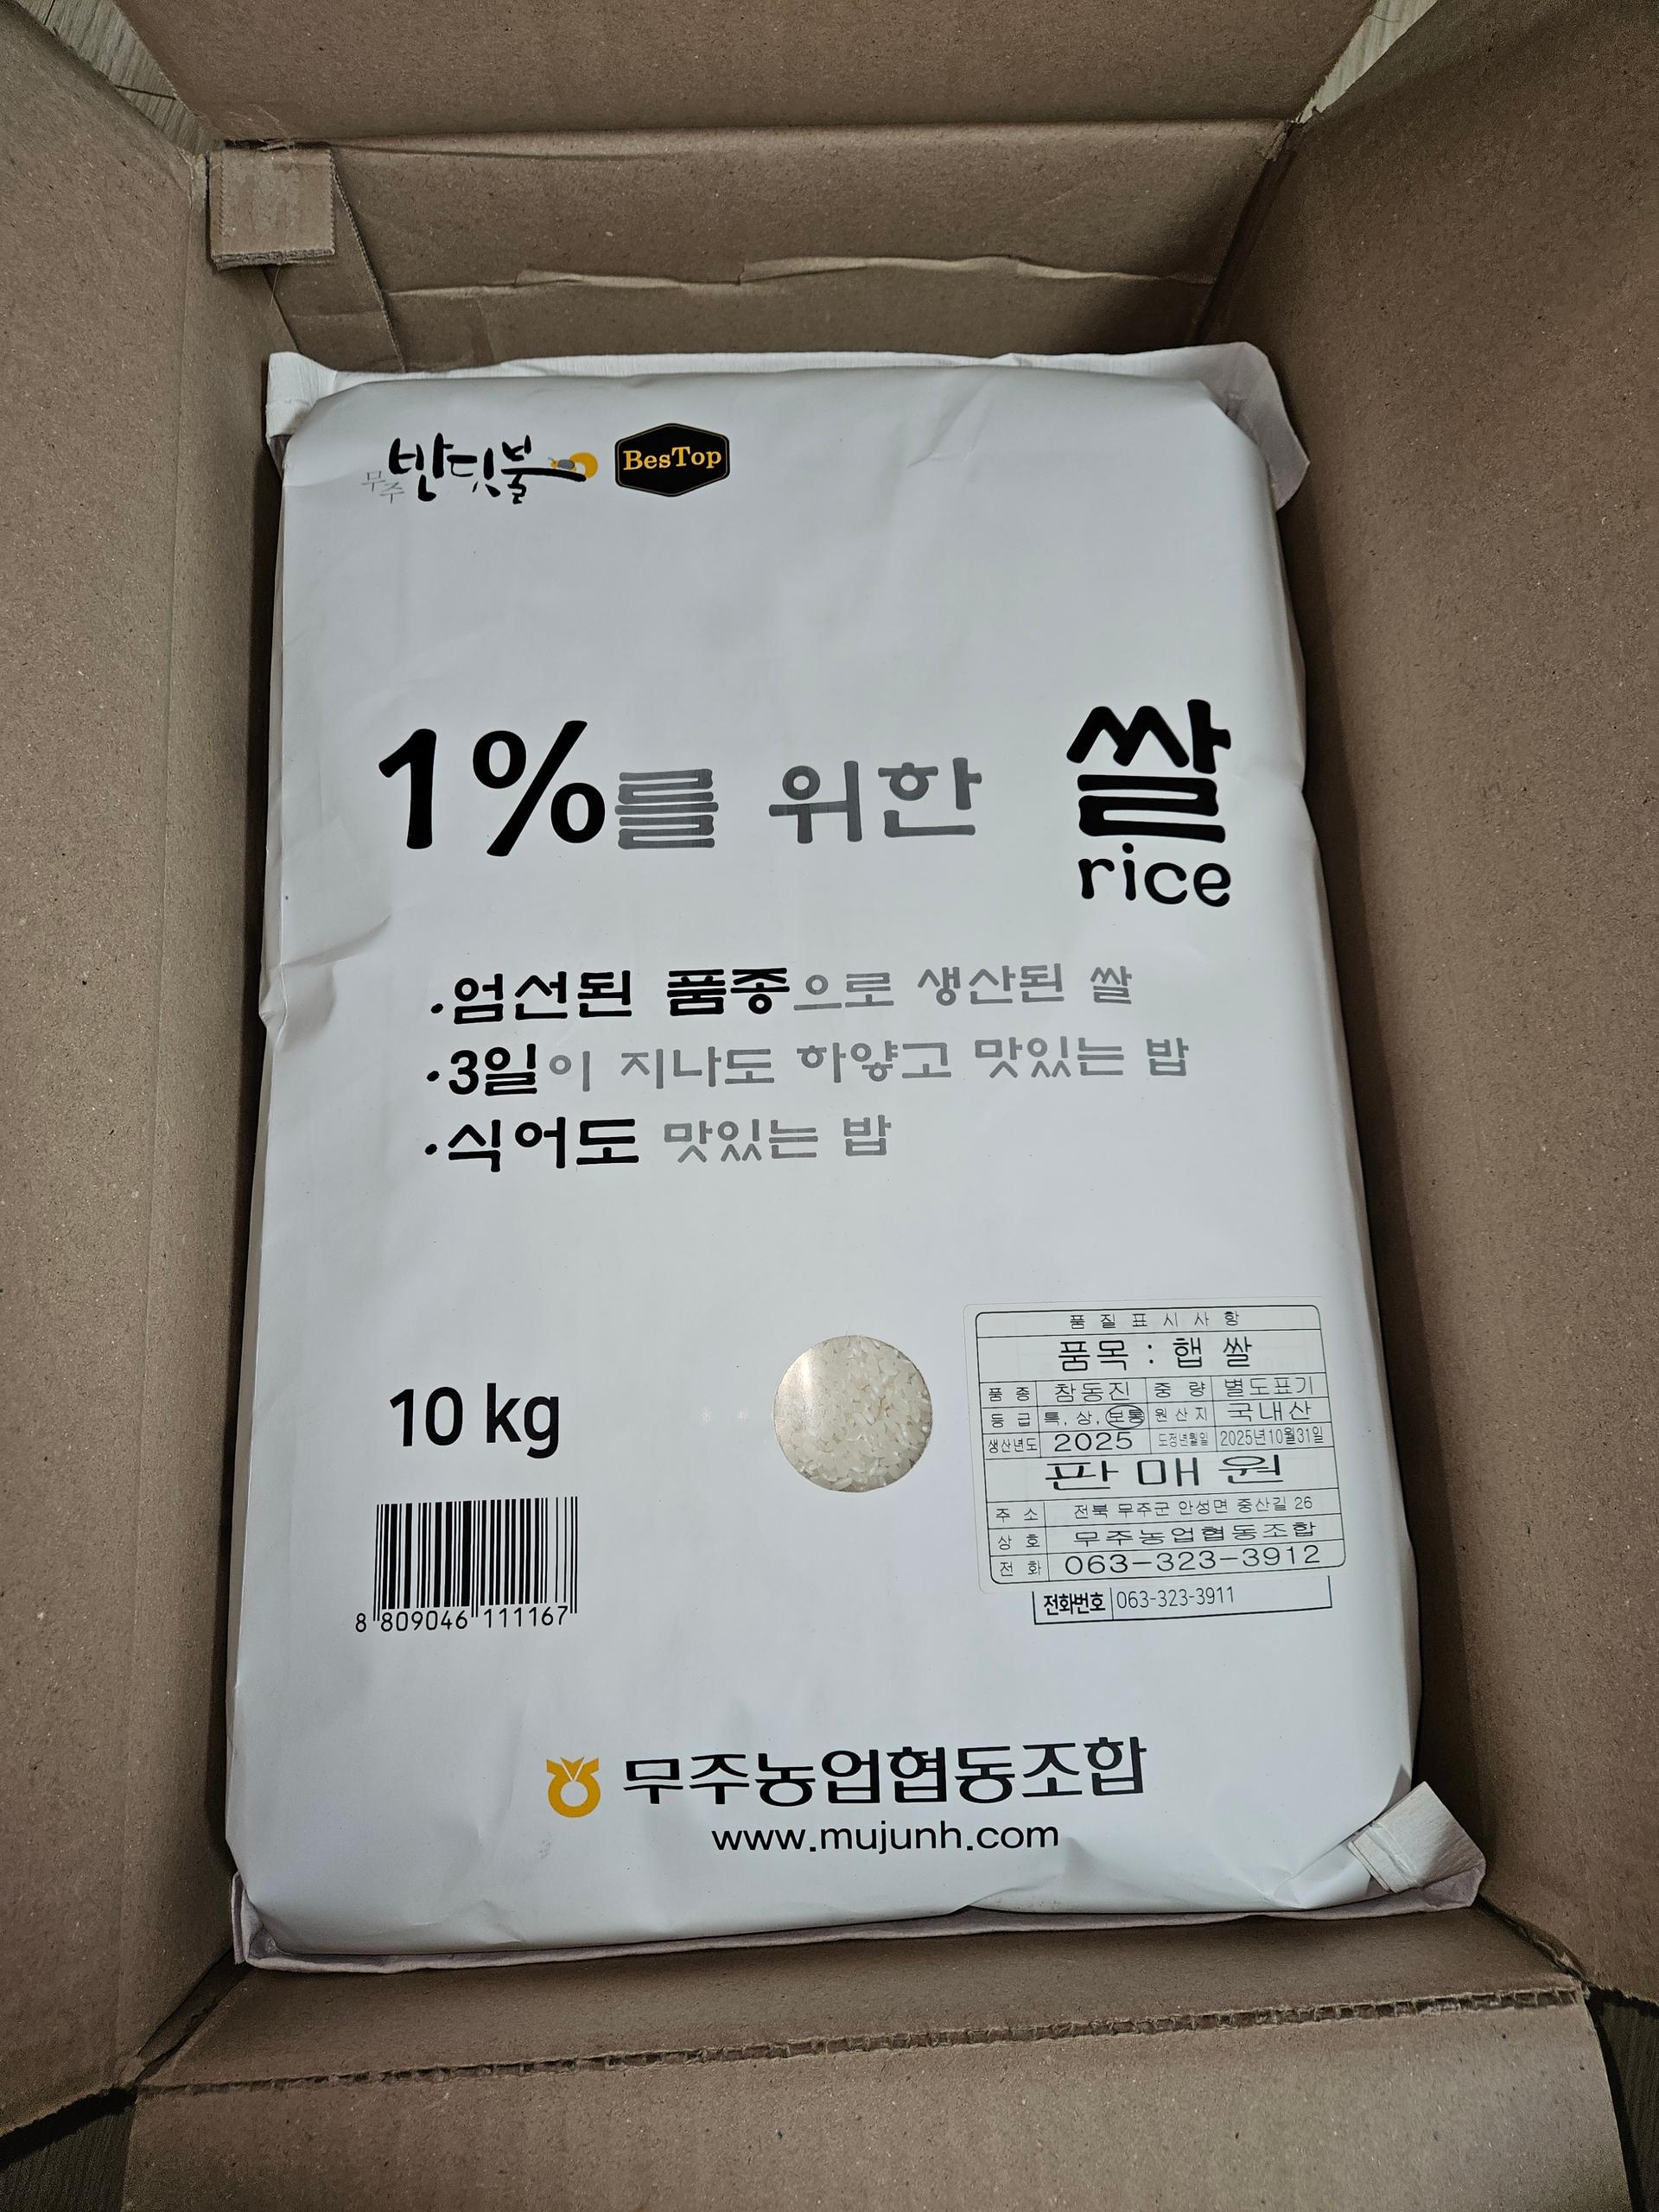 무주 반딧불 BesTop
1%를 위한 쌀
rice
·엄선된 품종으로 생산된 쌀
·3일이 지나도 하얗고 맛있는 밥
·식어도 맛있는 밥
10 kg
8 809046 111167
품 질 표 시 사 항
품목 : 햅 쌀
품 종 참동진 중 량 별도표기
등 급 특, 상, 보통 원 산 지 국내산
생산년도 2025 도정년월일 2025년10월31일
판 매 원
주 소 전북 무주군 안성면 중산길 26
상 호 무주농업협동조합
전 화 063-323-3912
전화번호 063-323-3911
무주농업협동조합
www.mujunh.com